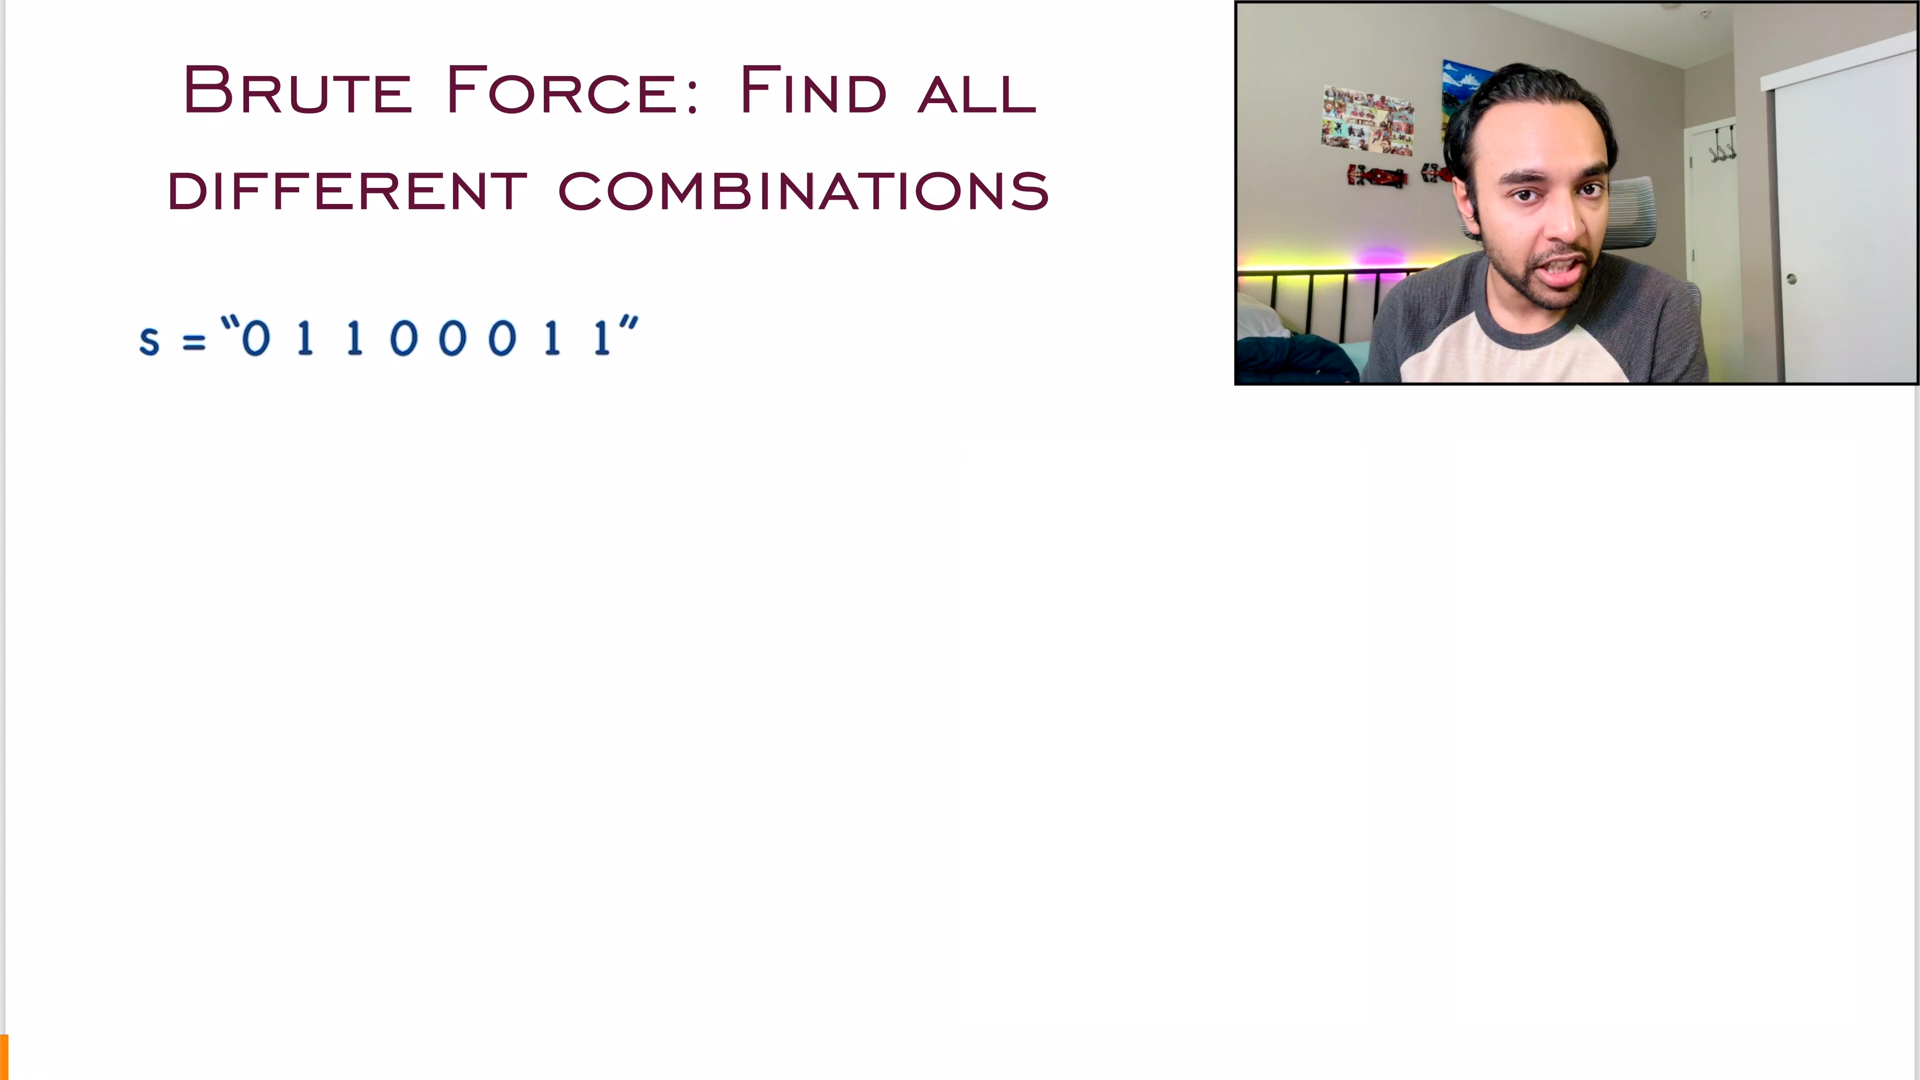 Brute Force: Find all
different combinations
s = "0 1 1 0 0 0 1 1"